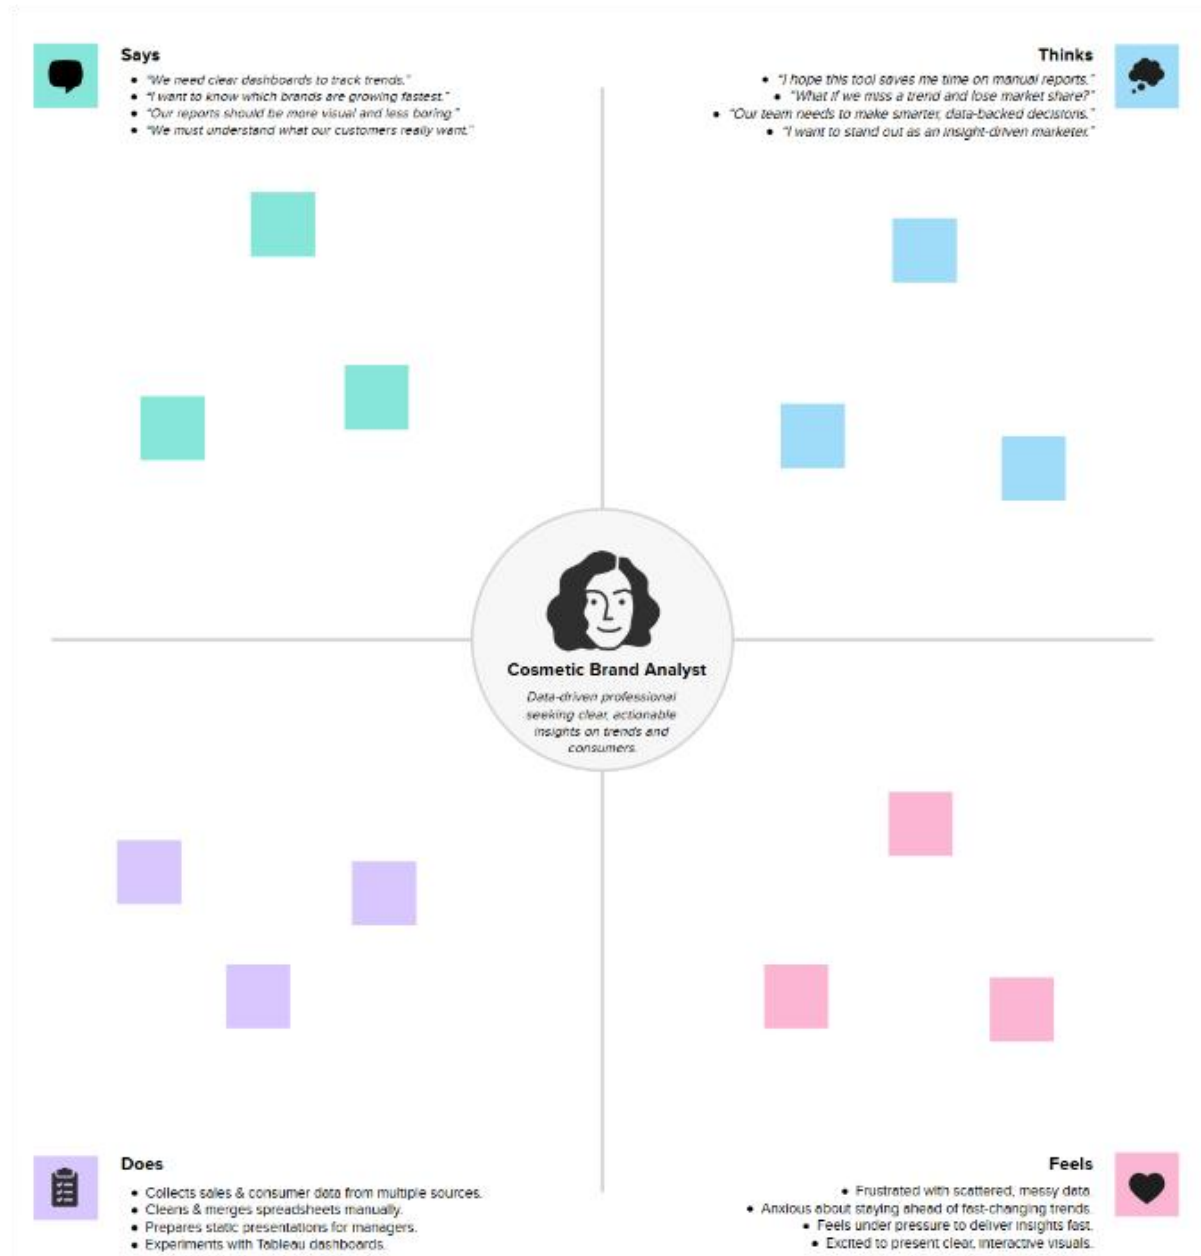 Says
• "We need clear dashboards to track trends."
• "I want to know which brands are growing fastest."
• "Our reports should be more visual and less boring."
• "We must understand what our customers really want."
Thinks
• "I hope this tool saves me time on manual reports."
• "What if we miss a trend and lose market share?"
• "Our team needs to make smarter, data-backed decisions."
• "I want to stand out as an insight-driven marketer."
Cosmetic Brand Analyst
Data-driven professional
seeking clear, actionable
insights on trends and
consumers.
Does
• Collects sales & consumer data from multiple sources.
• Cleans & merges spreadsheets manually.
• Prepares static presentations for managers.
• Experiments with Tableau dashboards.
Feels
• Frustrated with scattered, messy data.
• Anxious about staying ahead of fast-changing trends.
• Feels under pressure to deliver insights fast.
• Excited to present clear, interactive visuals.